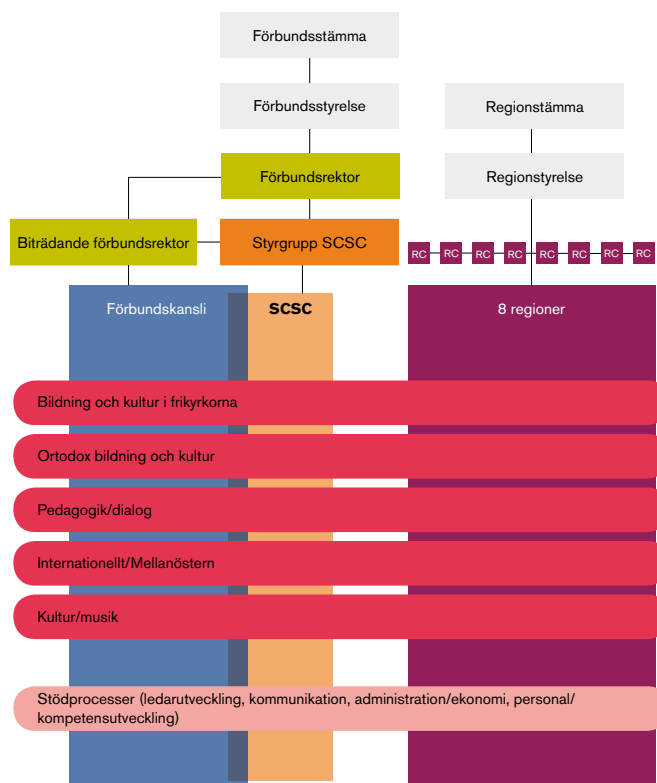 Förbundsstämma
Förbundsstyrelse
Regionstämma
Förbundsrektor
Regionstyrelse
Biträdande förbundsrektor
Styrgrupp SCSC
RC RC RC RC RC RC RC RC
Förbundskansli
SCSC
8 regioner
Bildning och kultur i frikyrkorna
Ortodox bildning och kultur
Pedagogik/dialog
Internationellt/Mellanöstern
Kultur/musik
Stödprocesser (ledarutveckling, kommunikation, administration/ekonomi, personal/
kompetensutveckling)